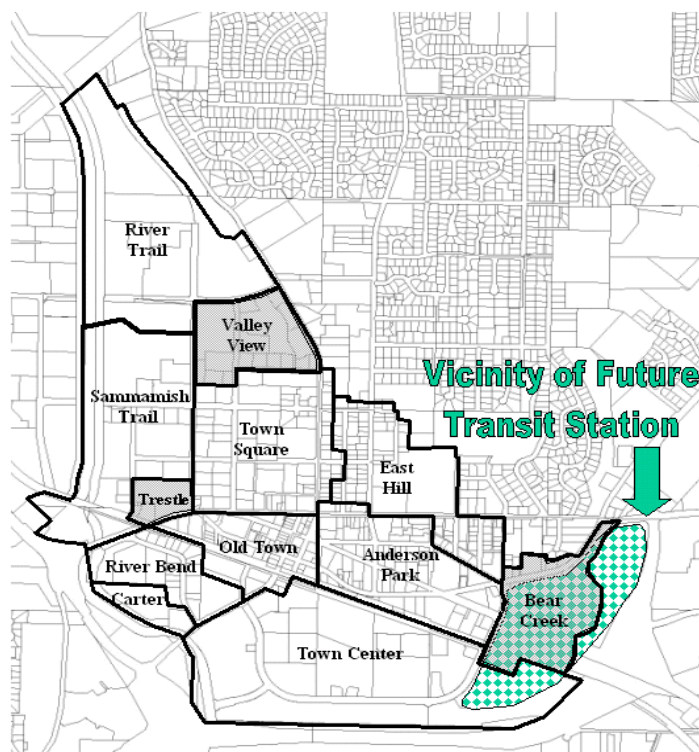 River
Trail
Valley
View
Vicinity of Future
Transit Station
Sammamish
Trail
Town
Square
East
Hill
Trestle
Old Town
Anderson
Park
River Bend
Carter
Bear
Creek
Town Center